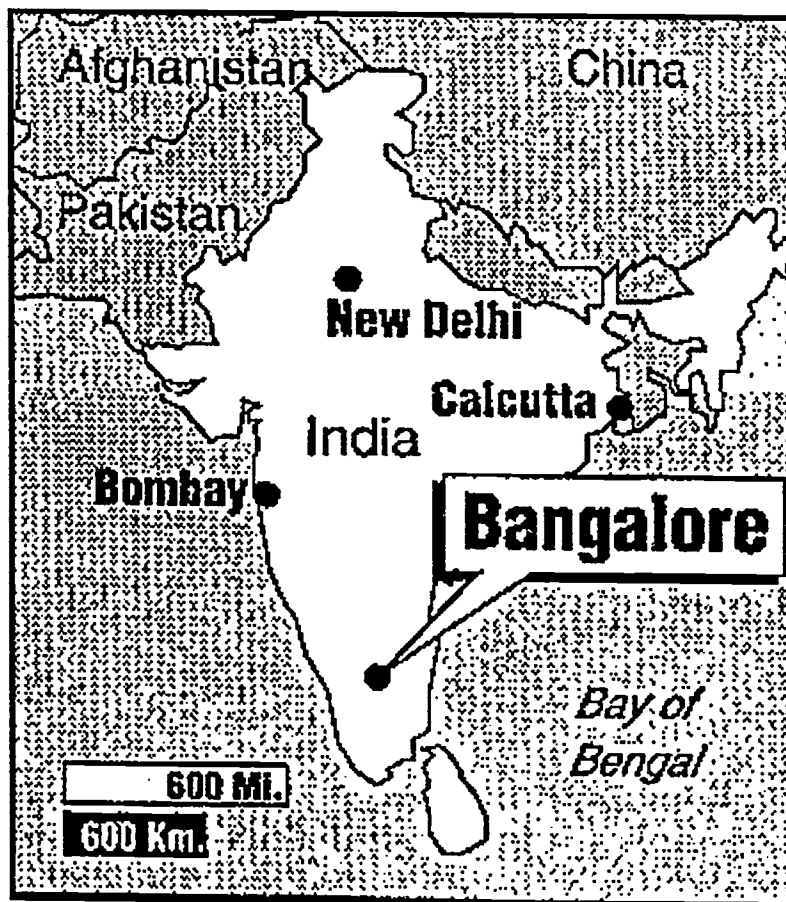 Afghanistan
China
Pakistan
New Delhi
Calcutta
India
Bombay
Bangalore
Bay of
Bengal
600 Mi.
600 Km.